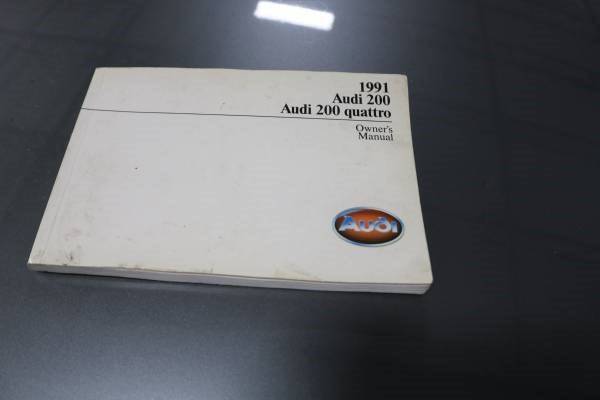 1991
Audi 200
Audi 200 quattro
Owner's
Manual
Audi